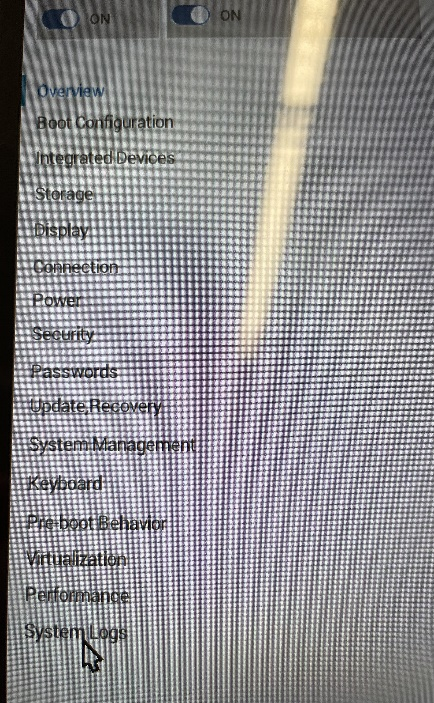 ON ON
Overview
Boot Configuration
Integrated Devices
Storage
Display
Connection
Power
Security
Passwords
Update,Recovery
System Management
Keyboard
Pre-boot Behavior
Virtualization
Performance
System Logs